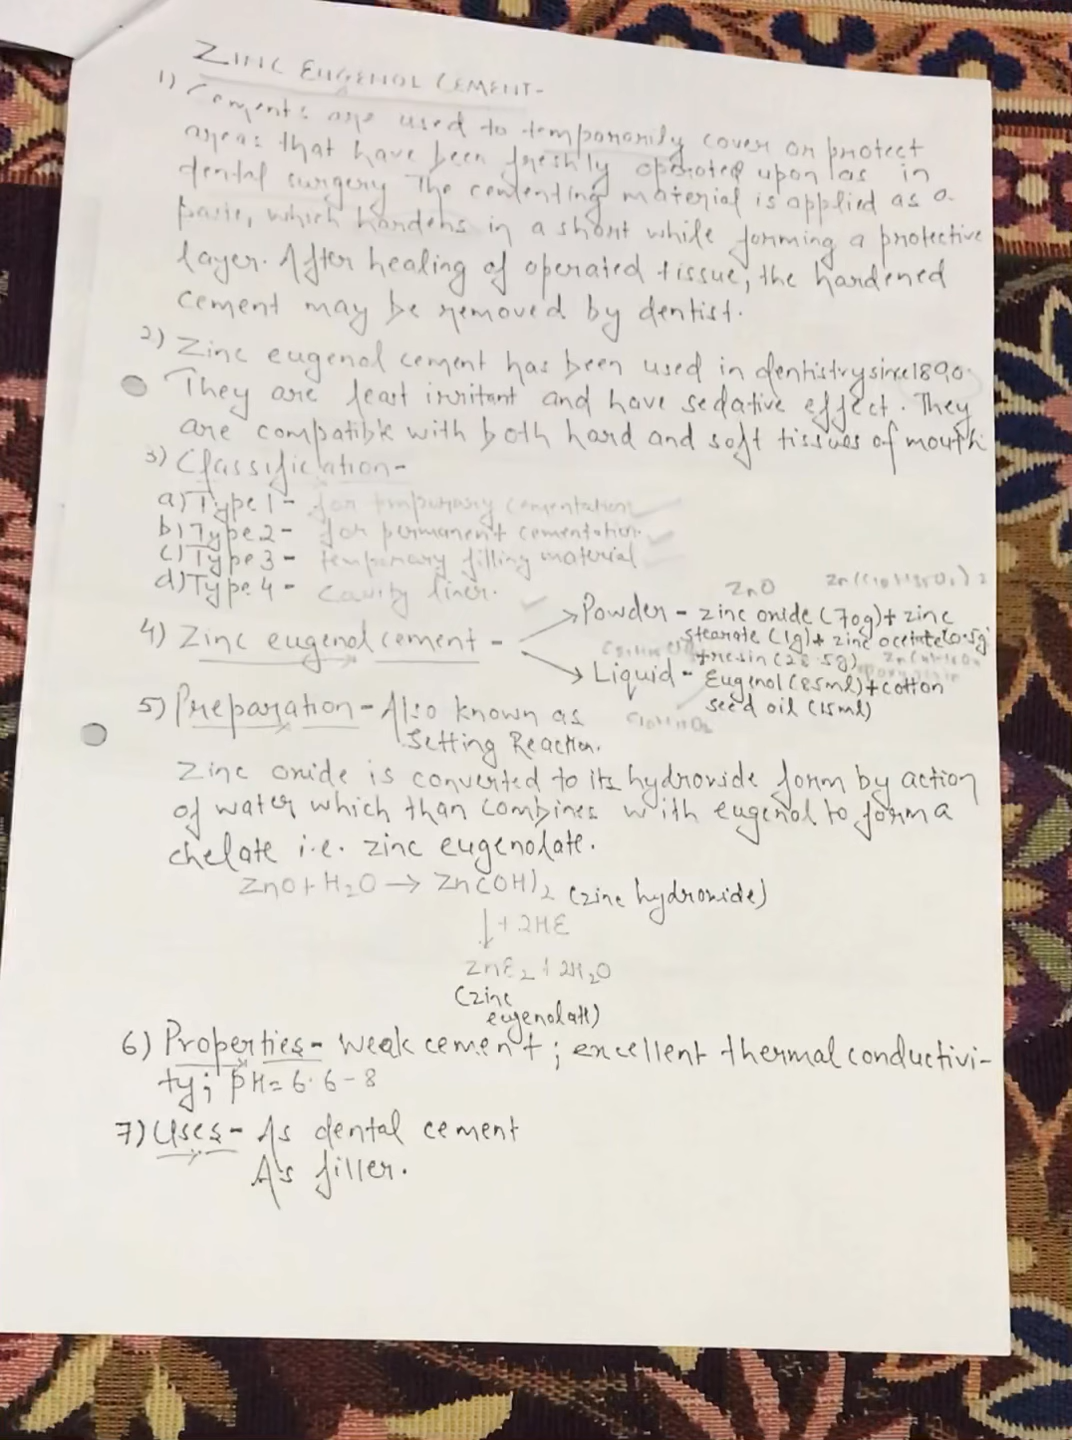 ZINC EUGENOL CEMENT-
1) Cements are used to temporarily cover or protect
areas that have been freshly operated upon as in
dental surgery The cementing material is applied as a
paste, which hardens in a short while forming a protective
layer. After healing of operated tissue, the hardened
cement may be removed by dentist.
2) Zinc eugenol cement has been used in dentistry since 1890.
They are least irritant and have sedative effect. They
are compatible with both hard and soft tissues of mouth
3) Classification-
a) Type 1- for temporary cementation
b) Type 2- for permanent cementation.
c) Type 3- temporary filling material
d) Type 4- cavity liner.
ZnO
4) Zinc eugenol cement - Powder - zinc oxide (70g) + zinc
stearate (1g) + zinc acetate (0.5g)
+ resin (28.5g)
Liquid - Eugenol (85ml) + cotton
seed oil (15ml)
5) Preparation - Also known as
Setting Reaction.
Zinc oxide is converted to its hydroxide form by action
of water which than combines with eugenol to form a
chelate i.e. zinc eugenolate.
ZnO + H2O → Zn(OH)2 (zinc hydroxide)
↓ + 2HE
ZnE2 + 2H2O
(zinc
eugenolate)
6) Properties - Weak cement; excellent thermal conductivi-
ty; pH = 6.6-8
7) Uses - As dental cement
As filler.